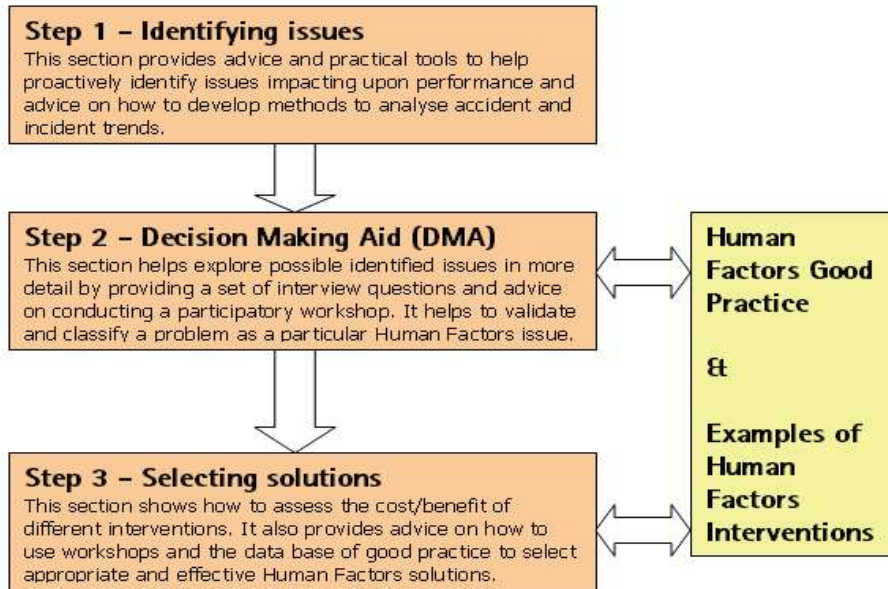 Step 1 – Identifying issues
This section provides advice and practical tools to help
proactively identify issues impacting upon performance and
advice on how to develop methods to analyse accident and
incident trends.
Step 2 – Decision Making Aid (DMA)
This section helps explore possible identified issues in more
detail by providing a set of interview questions and advice
on conducting a participatory workshop. It helps to validate
and classify a problem as a particular Human Factors issue.
Human
Factors Good
Practice
&
Examples of
Human
Factors
Interventions
Step 3 – Selecting solutions
This section shows how to assess the cost/benefit of
different interventions. It also provides advice on how to
use workshops and the data base of good practice to select
appropriate and effective Human Factors solutions.